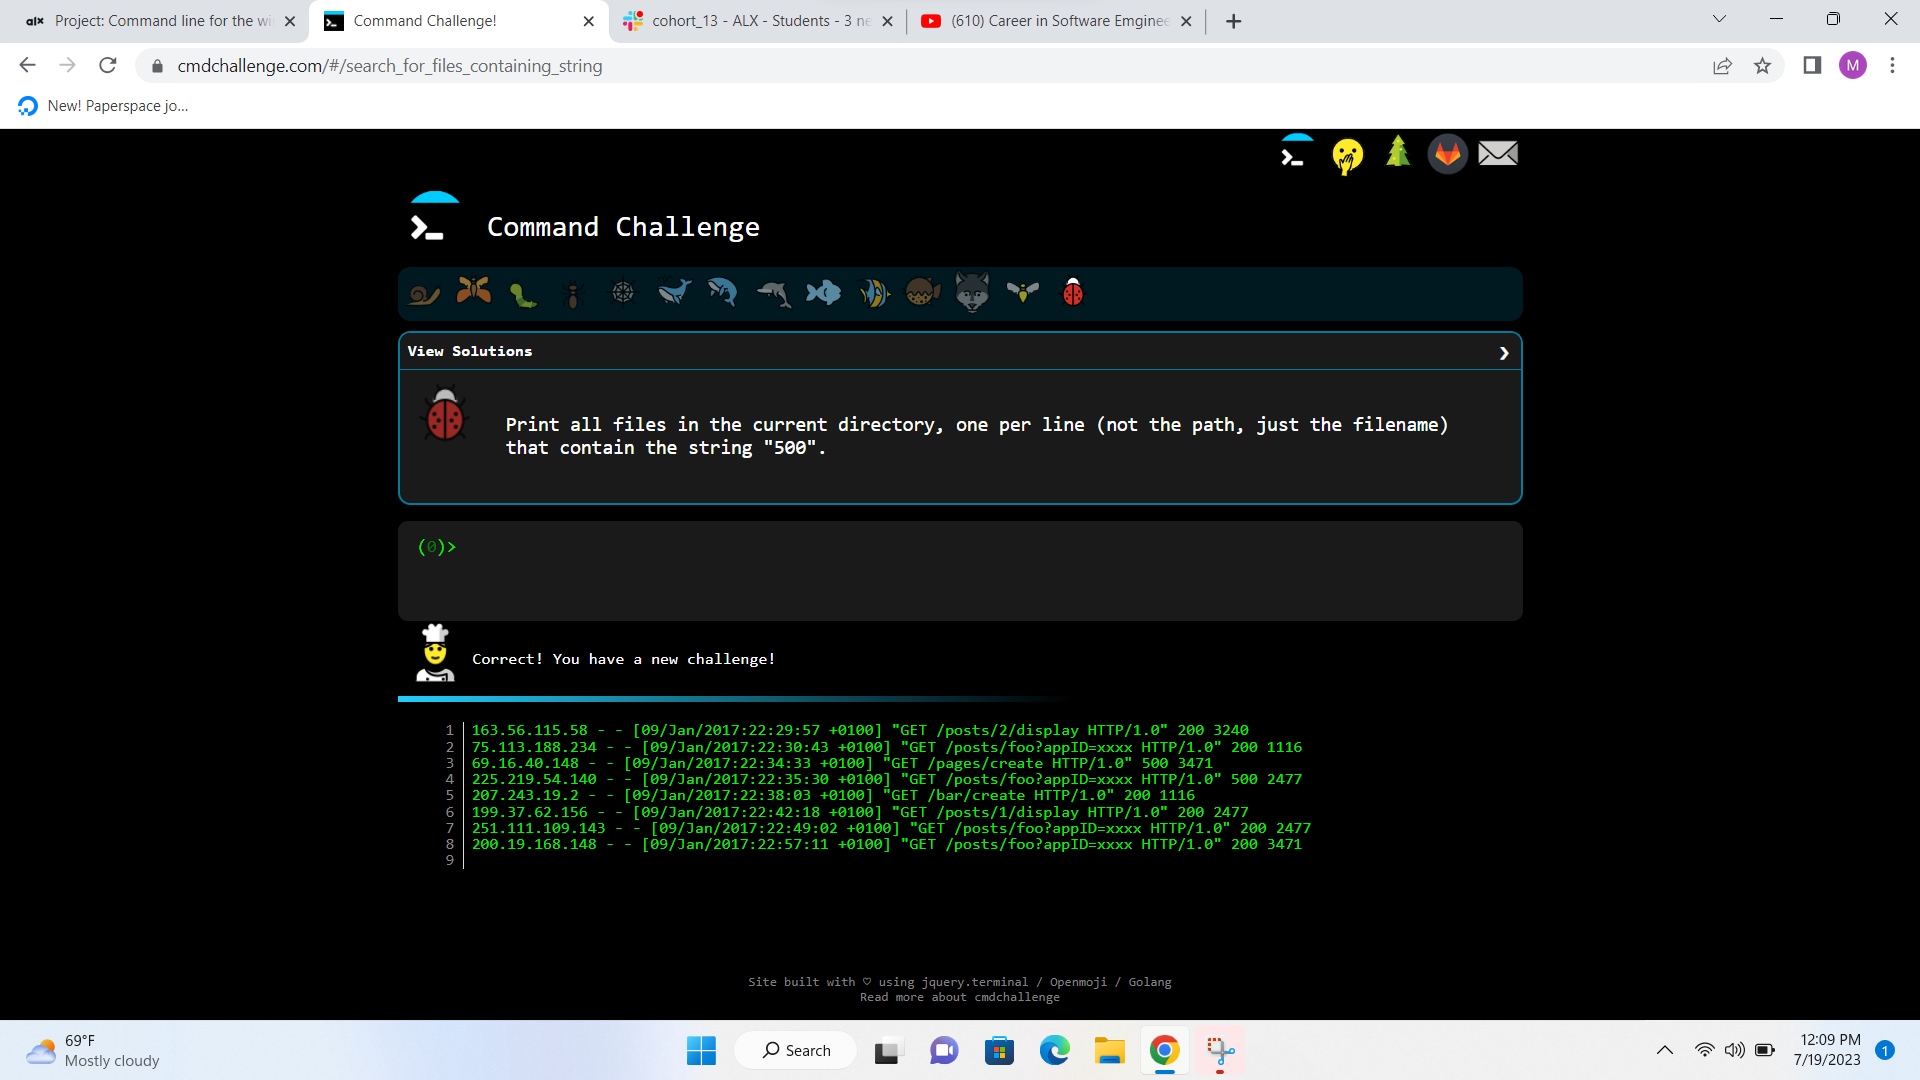 alx Project: Command line for the wi
Command Challenge!
cohort_13 - ALX - Students - 3 ne
(610) Career in Software Emginee
cmdchallenge.com/#/search_for_files_containing_string
M
New! Paperspace jo...
Command Challenge
View Solutions
Print all files in the current directory, one per line (not the path, just the filename)
that contain the string "500".
(0)>
Correct! You have a new challenge!
1 163.56.115.58 - - [09/Jan/2017:22:29:57 +0100] "GET /posts/2/display HTTP/1.0" 200 3240
2 75.113.188.234 - - [09/Jan/2017:22:30:43 +0100] "GET /posts/foo?appID=xxxx HTTP/1.0" 200 1116
3 69.16.40.148 - - [09/Jan/2017:22:34:33 +0100] "GET /pages/create HTTP/1.0" 500 3471
4 225.219.54.140 - - [09/Jan/2017:22:35:30 +0100] "GET /posts/foo?appID=xxxx HTTP/1.0" 500 2477
5 207.243.19.2 - - [09/Jan/2017:22:38:03 +0100] "GET /bar/create HTTP/1.0" 200 1116
6 199.37.62.156 - - [09/Jan/2017:22:42:18 +0100] "GET /posts/1/display HTTP/1.0" 200 2477
7 251.111.109.143 - - [09/Jan/2017:22:49:02 +0100] "GET /posts/foo?appID=xxxx HTTP/1.0" 200 2477
8 200.19.168.148 - - [09/Jan/2017:22:57:11 +0100] "GET /posts/foo?appID=xxxx HTTP/1.0" 200 3471
9
Site built with ♡ using jquery.terminal / Openmoji / Golang
Read more about cmdchallenge
69°F
Mostly cloudy
Search
12:09 PM
7/19/2023
1